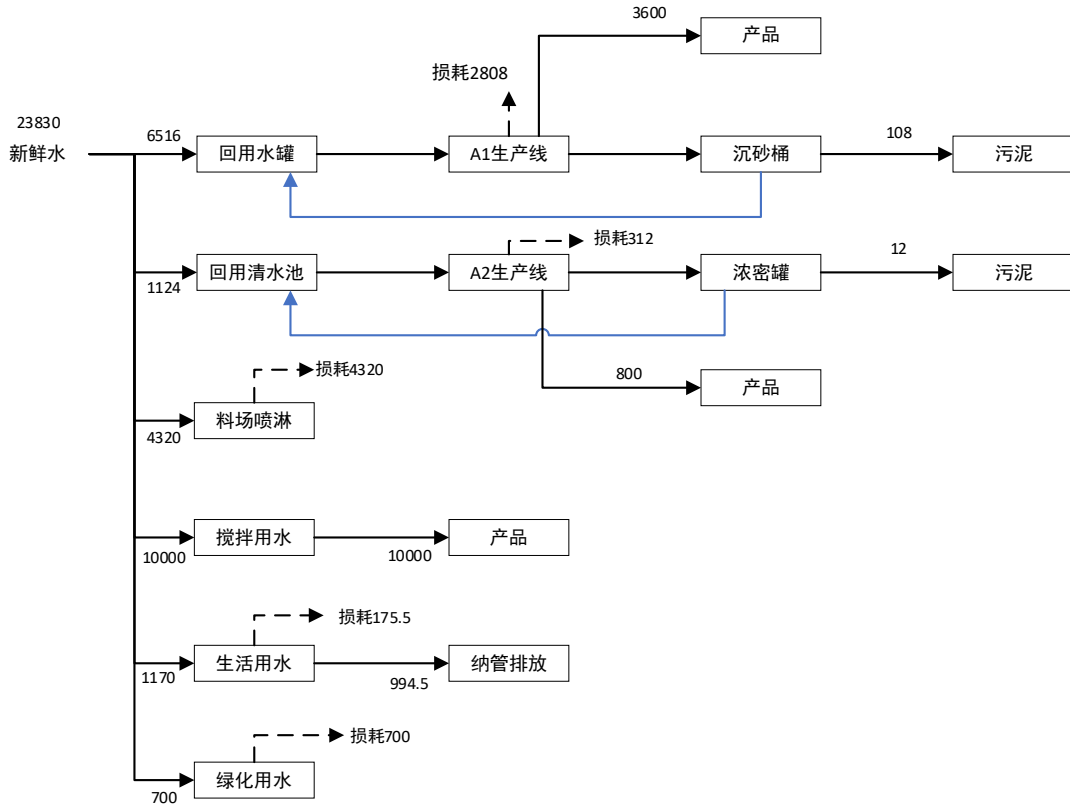 3600
产品
损耗2808
23830
新鲜水
6516
回用水罐
A1生产线
沉砂桶
108
污泥
损耗312
1124
回用清水池
A2生产线
浓密罐
12
污泥
800
产品
损耗4320
4320
料场喷淋
10000
搅拌用水
10000
产品
损耗175.5
1170
生活用水
994.5
纳管排放
损耗700
700
绿化用水